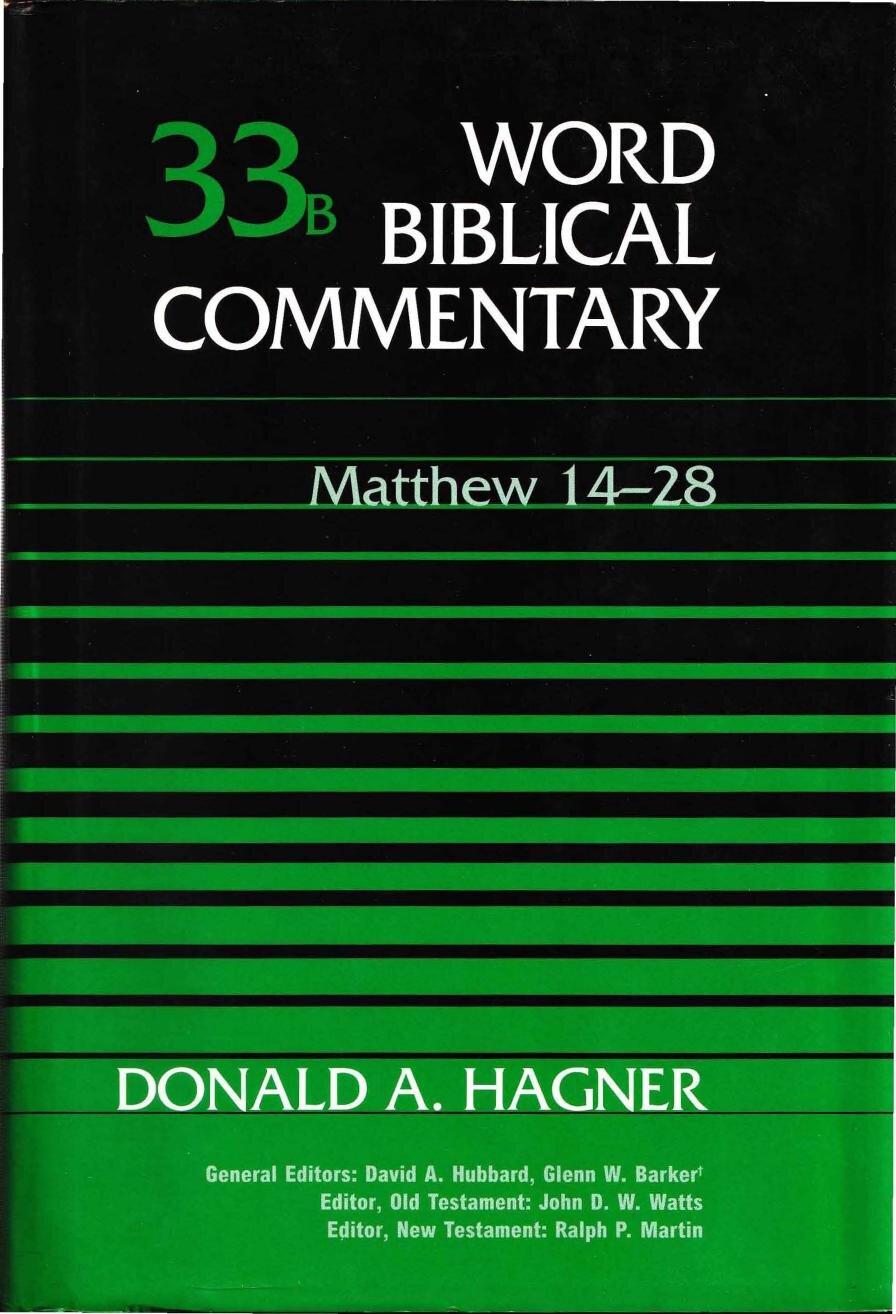 33B WORD
BIBLICAL
COMMENTARY
Matthew 14–28
DONALD A. HAGNER
General Editors: David A. Hubbard, Glenn W. Barker†
Editor, Old Testament: John D. W. Watts
Editor, New Testament: Ralph P. Martin